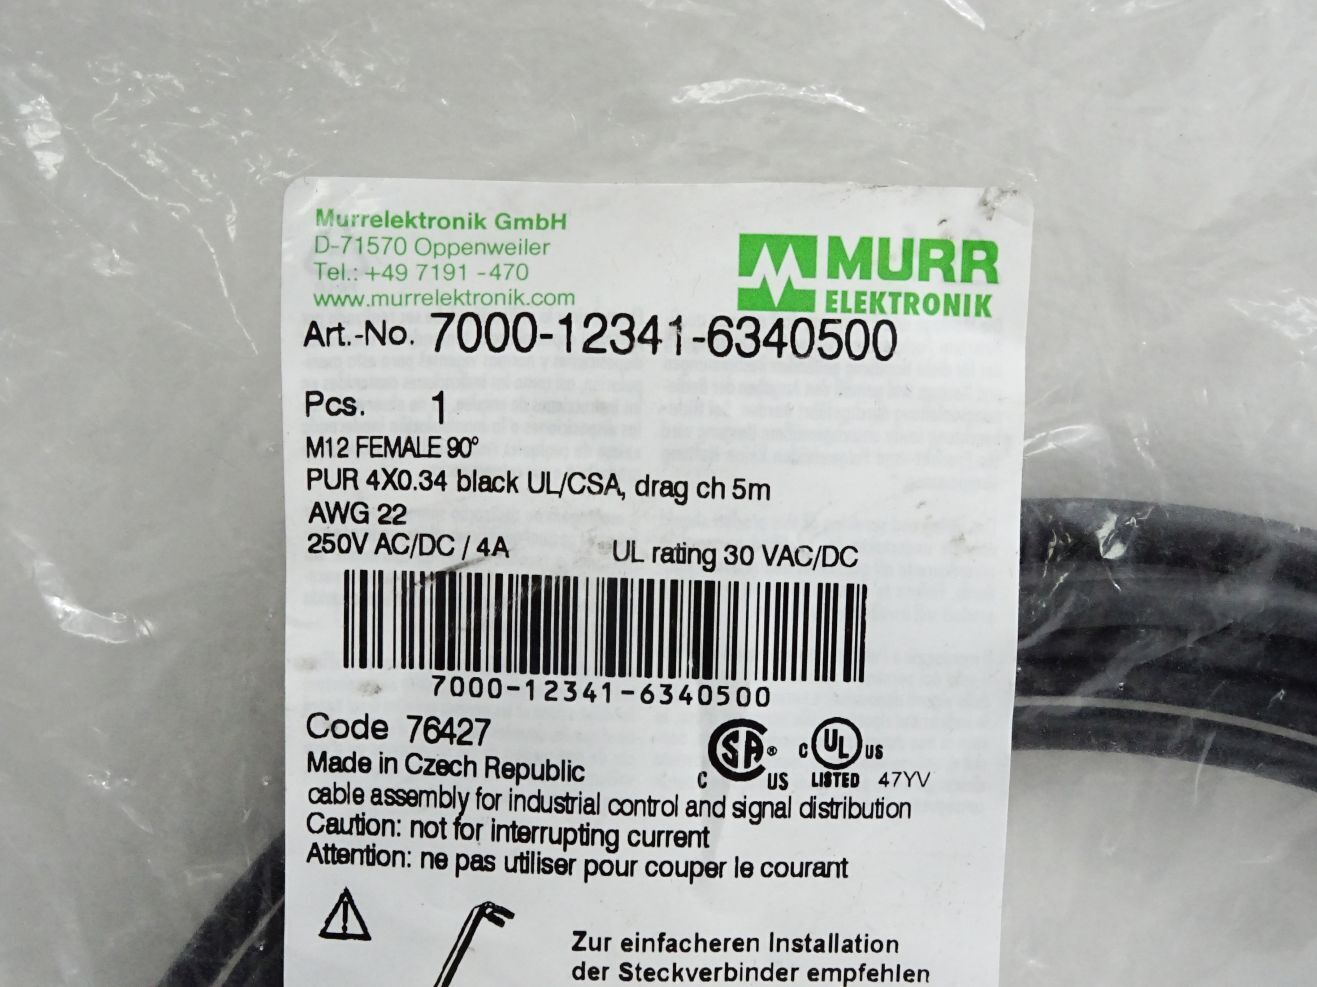 Murrelektronik GmbH
D-71570 Oppenweiler
Tel.: +49 7191 -470
www.murrelektronik.com
MURR
ELEKTRONIK
Art.-No. 7000-12341-6340500
Pcs. 1
M12 FEMALE 90°
PUR 4X0.34 black UL/CSA, drag ch 5m
AWG 22
250V AC/DC / 4A UL rating 30 VAC/DC
7000-12341-6340500
Code 76427
C SA ® US C UL US LISTED 47YV
Made in Czech Republic
cable assembly for industrial control and signal distribution
Caution: not for interrupting current
Attention: ne pas utiliser pour couper le courant
Zur einfacheren Installation
der Steckverbinder empfehlen